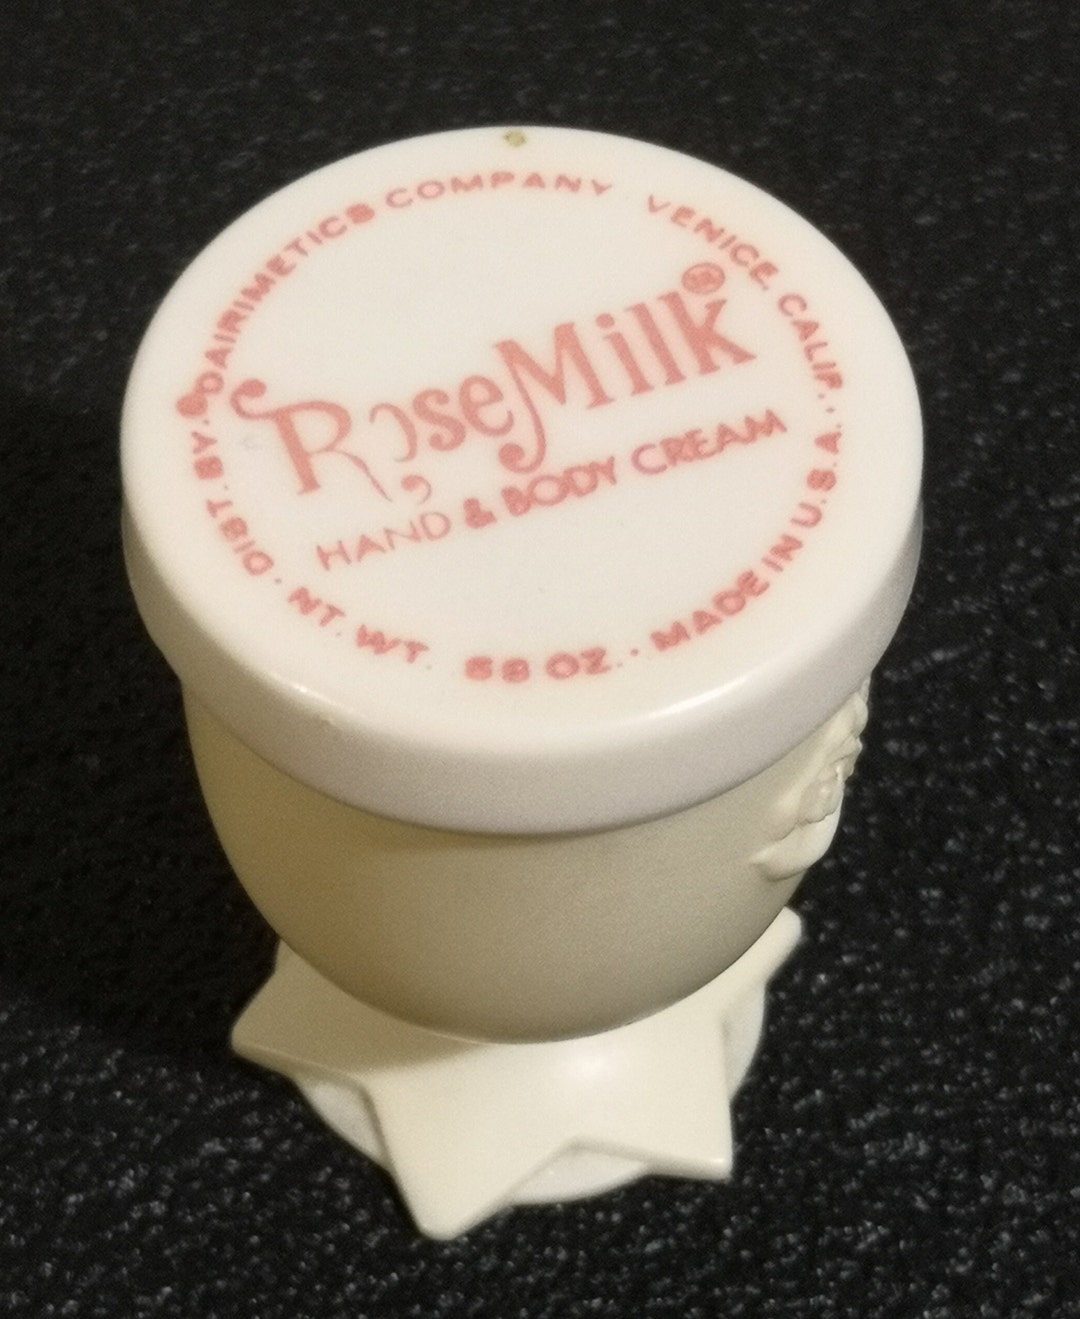 RoseMilk®
HAND & BODY CREAM
DIST. BY. DAIRIMETICS COMPANY VENICE, CALIF. · MADE IN U.S.A. · NT. WT. .58 OZ. ·